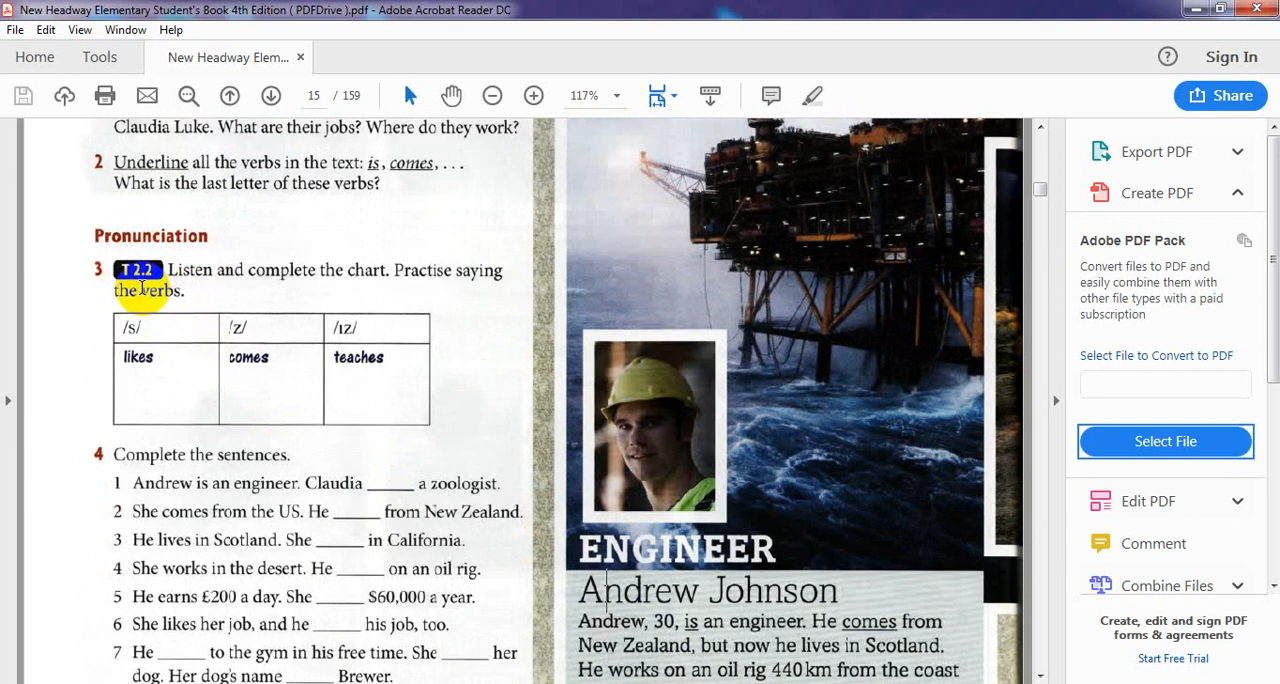 New Headway Elementary Student's Book 4th Edition ( PDFDrive ).pdf - Adobe Acrobat Reader DC
File Edit View Window Help
Home Tools New Headway Elem... × ? Sign In
15 / 159 117% Share
Claudia Luke. What are their jobs? Where do they work?
2 Underline all the verbs in the text: is, comes, . . .
What is the last letter of these verbs?
Pronunciation
3 T 2.2 Listen and complete the chart. Practise saying
the verbs.
/s/ /z/ /ɪz/
likes comes teaches
4 Complete the sentences.
1 Andrew is an engineer. Claudia _____ a zoologist.
2 She comes from the US. He _____ from New Zealand.
3 He lives in Scotland. She _____ in California.
4 She works in the desert. He _____ on an oil rig.
5 He earns £200 a day. She _____ $60,000 a year.
6 She likes her job, and he _____ his job, too.
7 He _____ to the gym in his free time. She _____ her
dog. Her dog's name _____ Brewer.
ENGINEER
Andrew Johnson
Andrew, 30, is an engineer. He comes from
New Zealand, but now he lives in Scotland.
He works on an oil rig 440 km from the coast
Export PDF
Create PDF
Adobe PDF Pack
Convert files to PDF and
easily combine them with
other file types with a paid
subscription
Select File to Convert to PDF
Select File
Edit PDF
Comment
Combine Files
Create, edit and sign PDF
forms & agreements
Start Free Trial